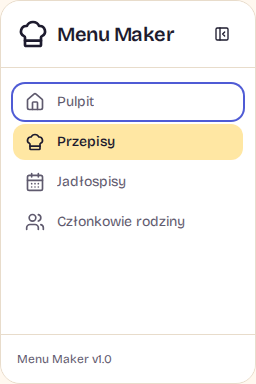 Menu Maker
Pulpit
Przepisy
Jadłospisy
Członkowie rodziny
Menu Maker v1.0